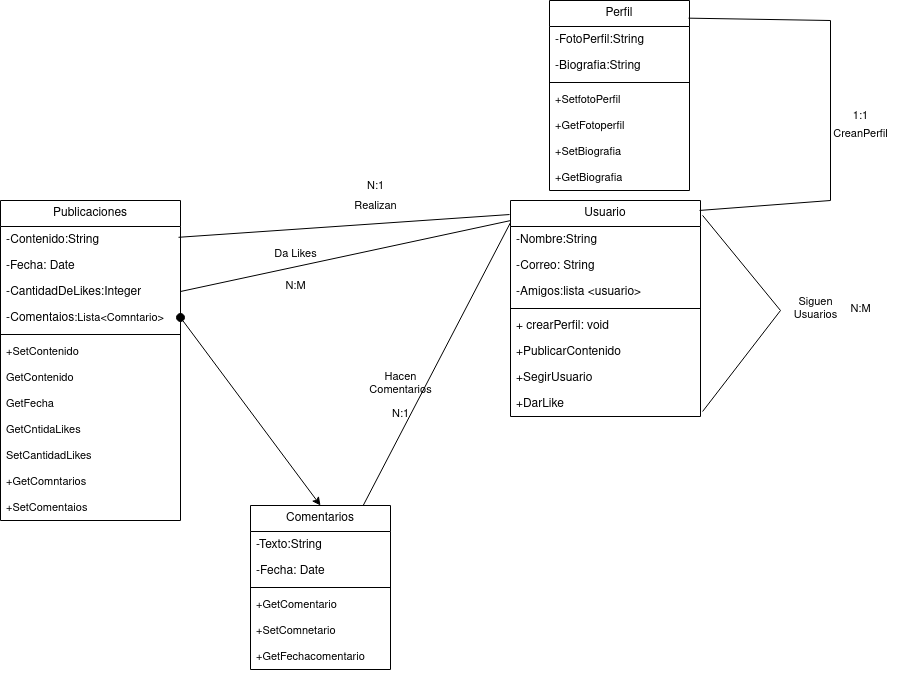 Perfil
-FotoPerfil:String
-Biografia:String
+SetfotoPerfil
+GetFotoperfil
+SetBiografia
+GetBiografia
1:1
CreanPerfil
N:1
Realizan
Da Likes
N:M
Publicaciones
-Contenido:String
-Fecha: Date
-CantidadDeLikes:Integer
-Comentaios:Lista<Comntario>
+SetContenido
GetContenido
GetFecha
GetCntidaLikes
SetCantidadLikes
+GetComntarios
+SetComentaios
Usuario
-Nombre:String
-Correo: String
-Amigos:lista <usuario>
+ crearPerfil: void
+PublicarContenido
+SegirUsuario
+DarLike
Siguen
Usuarios
N:M
Hacen
Comentarios
N:1
Comentarios
-Texto:String
-Fecha: Date
+GetComentario
+SetComnetario
+GetFechacomentario